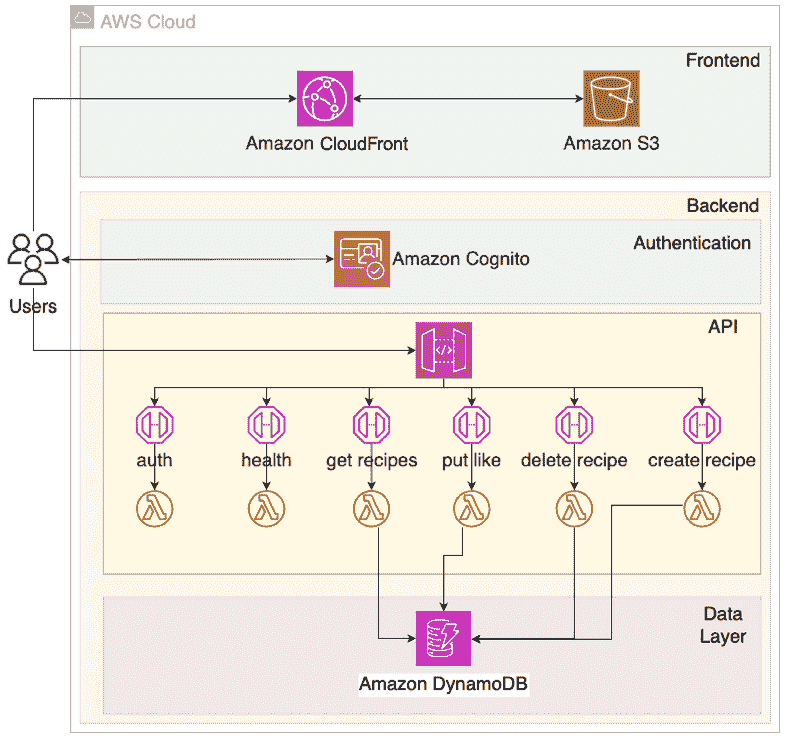 AWS Cloud
Frontend
Amazon CloudFront
Amazon S3
Backend
Authentication
Amazon Cognito
Users
API
</>
auth
health
get recipes
put like
delete recipe
create recipe
Data
Layer
Amazon DynamoDB